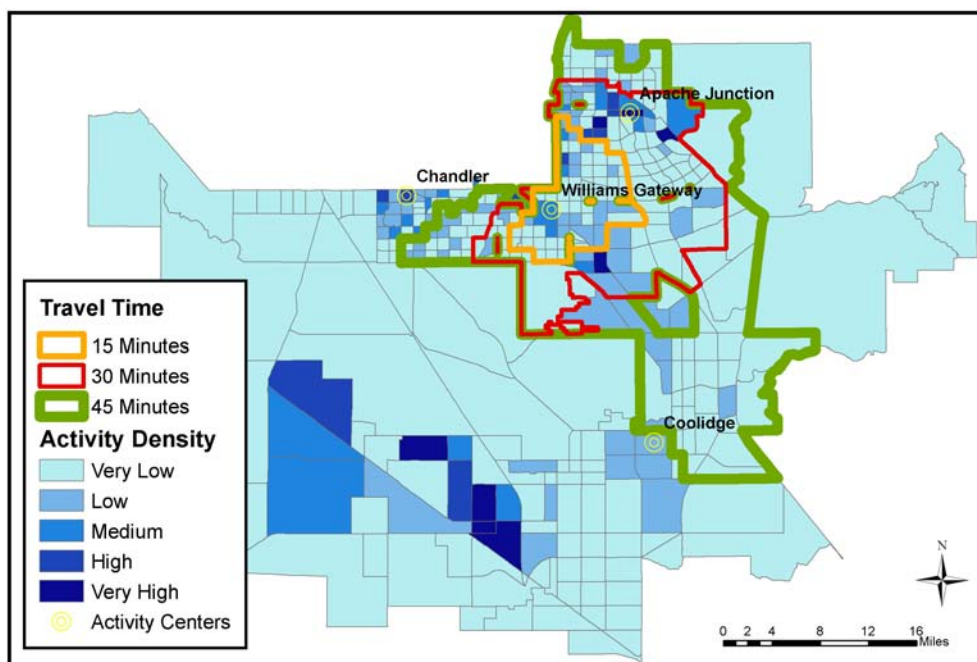 Apache Junction
Chandler
Williams Gateway
Coolidge
Travel Time
15 Minutes
30 Minutes
45 Minutes
Activity Density
Very Low
Low
Medium
High
Very High
Activity Centers
N
0 2 4 8 12 16
Miles